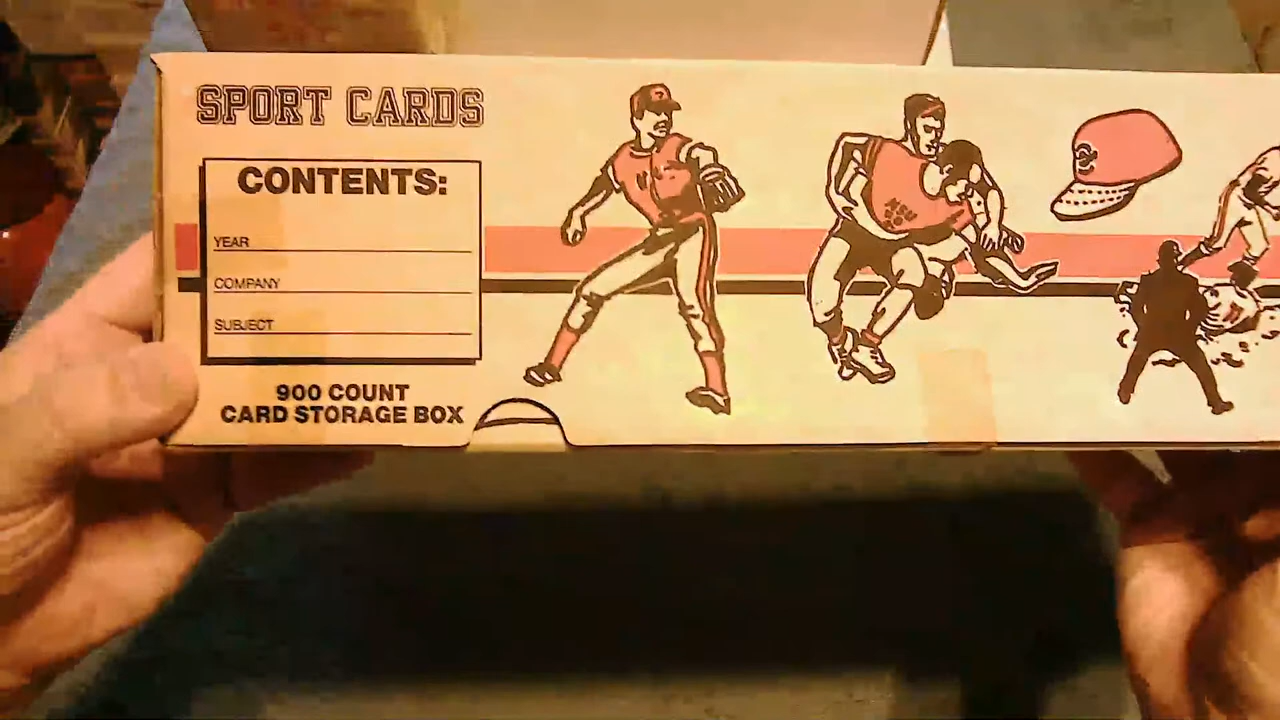 SPORT CARDS
CONTENTS:
YEAR
COMPANY
SUBJECT
900 COUNT
CARD STORAGE BOX